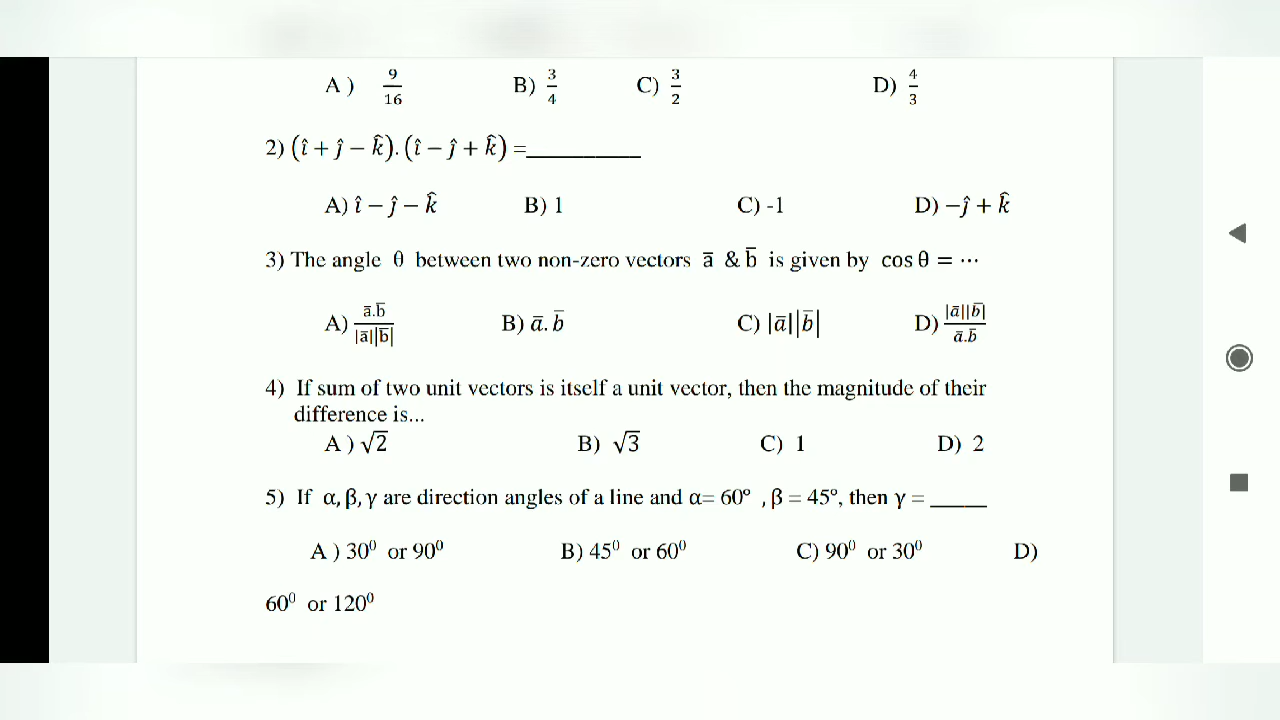 A ) 9/16 B) 3/4 C) 3/2 D) 4/3
2) (î + ĵ − k̂). (î − ĵ + k̂) =__________
A) î − ĵ − k̂ B) 1 C) -1 D) −ĵ + k̂
3) The angle θ between two non-zero vectors a̅ & b̅ is given by cos θ = ⋯
A) a̅.b̅/|a̅||b̅| B) a̅. b̅ C) |a̅||b̅| D) |a̅||b̅|/a̅.b̅
4) If sum of two unit vectors is itself a unit vector, then the magnitude of their
difference is...
A ) √2 B) √3 C) 1 D) 2
5) If α, β, γ are direction angles of a line and α= 60° , β = 45°, then γ = _____
A ) 30⁰ or 90⁰ B) 45⁰ or 60⁰ C) 90⁰ or 30⁰ D)
60⁰ or 120⁰